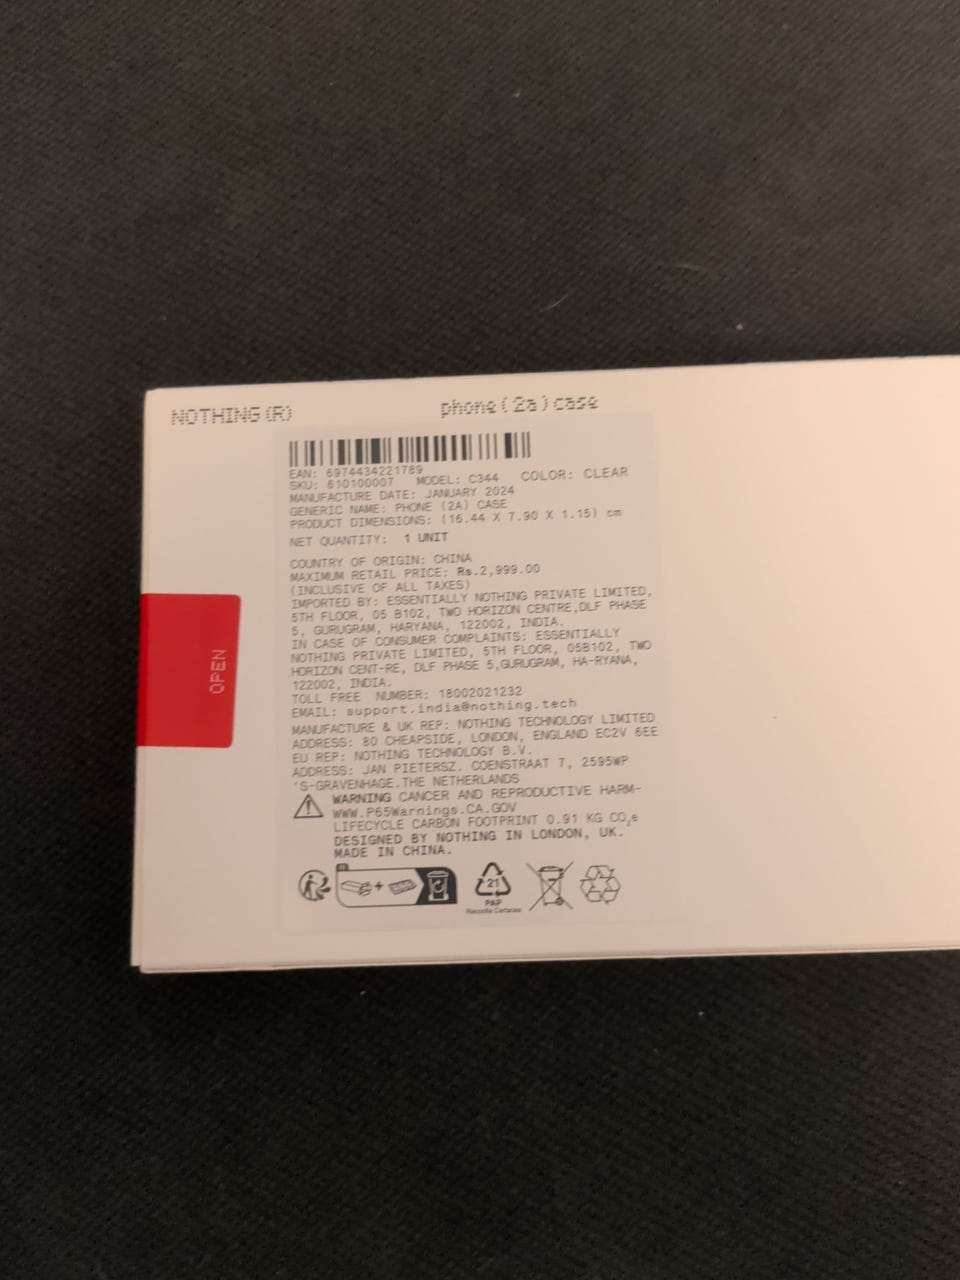 NOTHING (R)
phone (2a) case
EAN: 6974434221789
SKU: 610100007 MODEL: C344 COLOR: CLEAR
MANUFACTURE DATE: JANUARY 2024
GENERIC NAME: PHONE (2A) CASE
PRODUCT DIMENSIONS: (16.44 X 7.90 X 1.15) cm
NET QUANTITY: 1 UNIT
COUNTRY OF ORIGIN: CHINA
MAXIMUM RETAIL PRICE: Rs.2,999.00
(INCLUSIVE OF ALL TAXES)
IMPORTED BY: ESSENTIALLY NOTHING PRIVATE LIMITED,
5TH FLOOR, 05 B102, TWO HORIZON CENTRE,DLF PHASE
5, GURUGRAM, HARYANA, 122002, INDIA.
IN CASE OF CONSUMER COMPLAINTS: ESSENTIALLY
NOTHING PRIVATE LIMITED, 5TH FLOOR, 05B102, TWO
HORIZON CENT-RE, DLF PHASE 5,GURUGRAM, HA-RYANA,
122002, INDIA.
TOLL FREE NUMBER: 18002021232
EMAIL: support.india@nothing.tech
MANUFACTURE & UK REP: NOTHING TECHNOLOGY LIMITED
ADDRESS: 80 CHEAPSIDE, LONDON, ENGLAND EC2V 6EE
EU REP: NOTHING TECHNOLOGY B.V.
ADDRESS: JAN PIETERSZ. COENSTRAAT 7, 2595WP
'S-GRAVENHAGE.THE NETHERLANDS
WARNING CANCER AND REPRODUCTIVE HARM-
WWW.P65Warnings.CA.GOV
LIFECYCLE CARBON FOOTPRINT 0.91 KG CO₂e
DESIGNED BY NOTHING IN LONDON, UK.
MADE IN CHINA.
21
PAP
Raccolta Cartaceas
OPEN